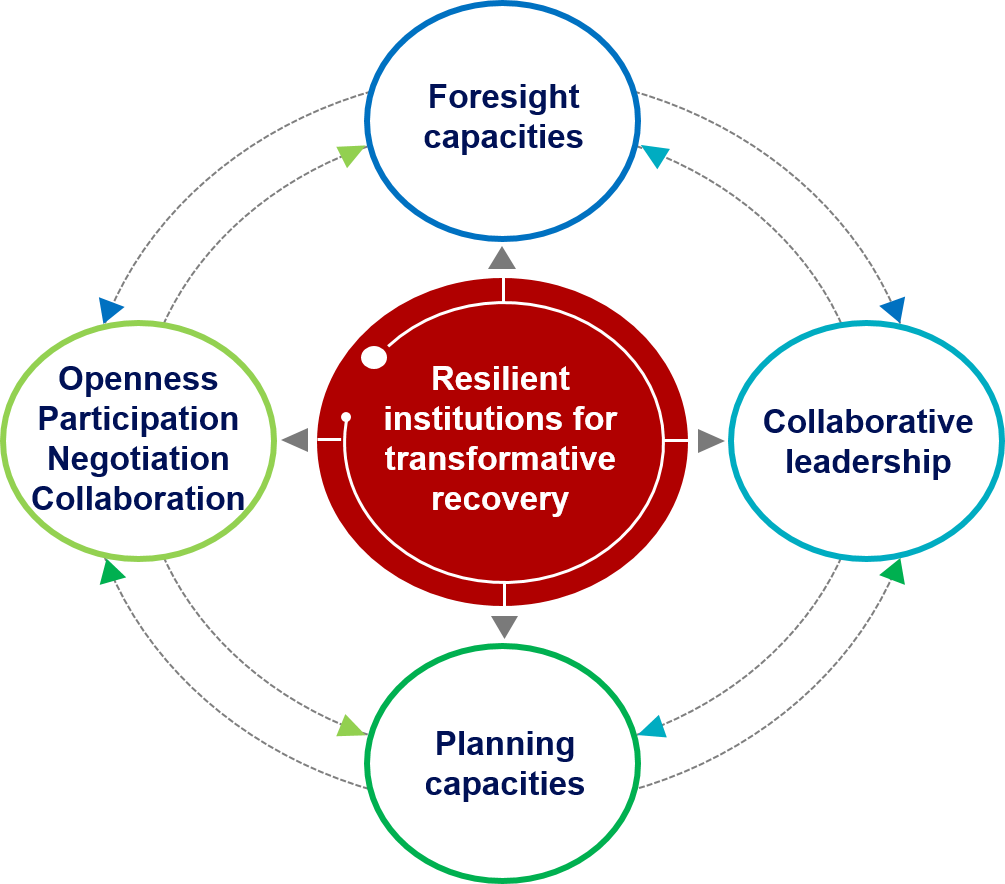 Foresight
capacities
Openness
Participation
Negotiation
Collaboration
Resilient
institutions for
transformative
recovery
Collaborative
leadership
Planning
capacities